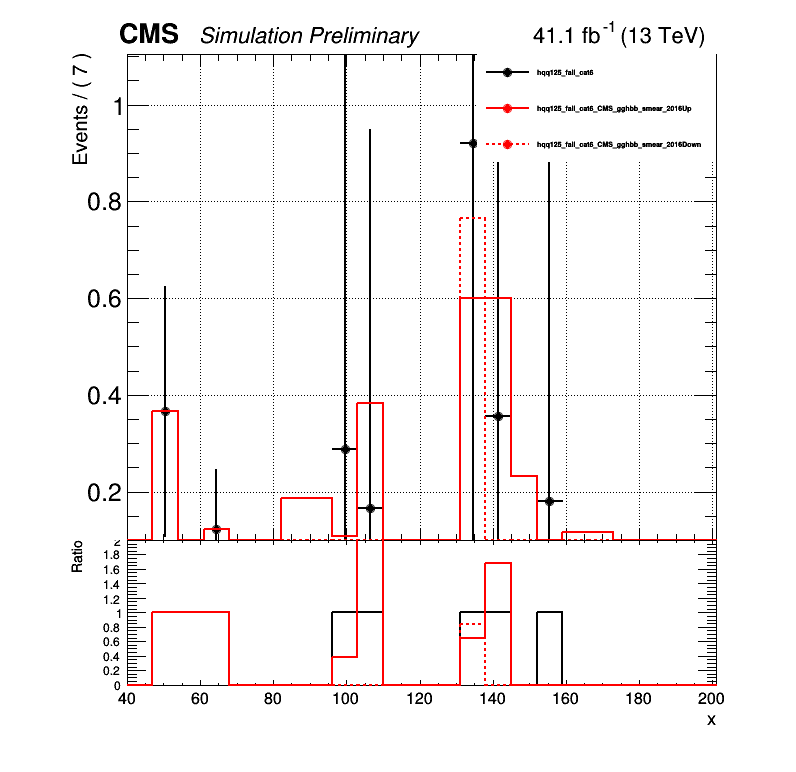 CMS Simulation Preliminary 41.1 fb⁻¹ (13 TeV)
Events / ( 7 )
hqq125_fail_cat6
hqq125_fail_cat6_CMS_gghbb_smear_2016Up
hqq125_fail_cat6_CMS_gghbb_smear_2016Down
1
0.8
0.6
0.4
0.2
Ratio
2
1.8
1.6
1.4
1.2
1
0.8
0.6
0.4
0.2
0
40 60 80 100 120 140 160 180 200
x